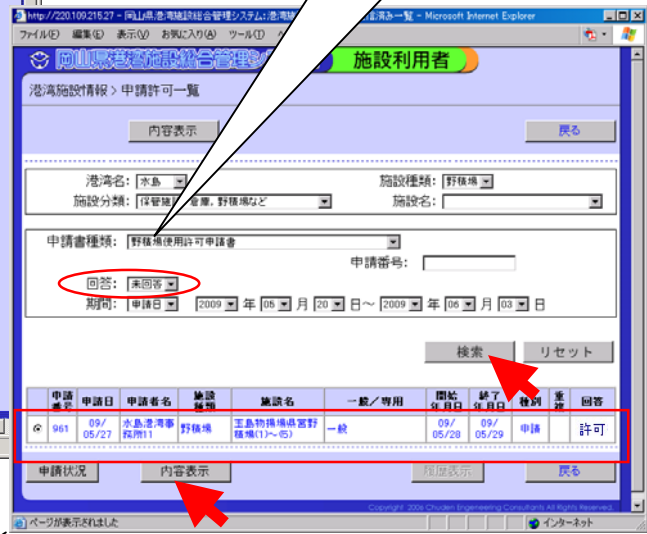 http://220.109.215.27 - 岡山県:港湾施設総合管理システム:港湾施 済み一覧 - Microsoft Internet Explorer
ファイル(F) 編集(E) 表示(V) お気に入り(A) ツール(T)
岡山県港湾施設総合管理システム 施設利用者
港湾施設情報>申請許可一覧
内容表示 戻る
港湾名: 水島 施設種類: 野積場
施設分類: 保管施 倉庫,野積場など 施設名:
申請書種類: 野積場使用許可申請書
申請番号:
回答: 未回答
期間: 申請日 2009 年 05 月 20 日～ 2009 年 06 月 03 日
検索 リセット
申請番号 申請日 申請者名 施設種類 施設名 一般/専用 開始年月日 終了年月日 種別 重複 回答
961 09/05/27 水島港湾事務所11 野積場 玉島物揚場県営野積場(1)～(5) 一般 09/05/28 09/05/29 申請 許可
申請状況 内容表示 履歴表示 戻る
Copyright 2006 Chuden Engineering Consultants All Rights Reserved.
ページが表示されました インターネット